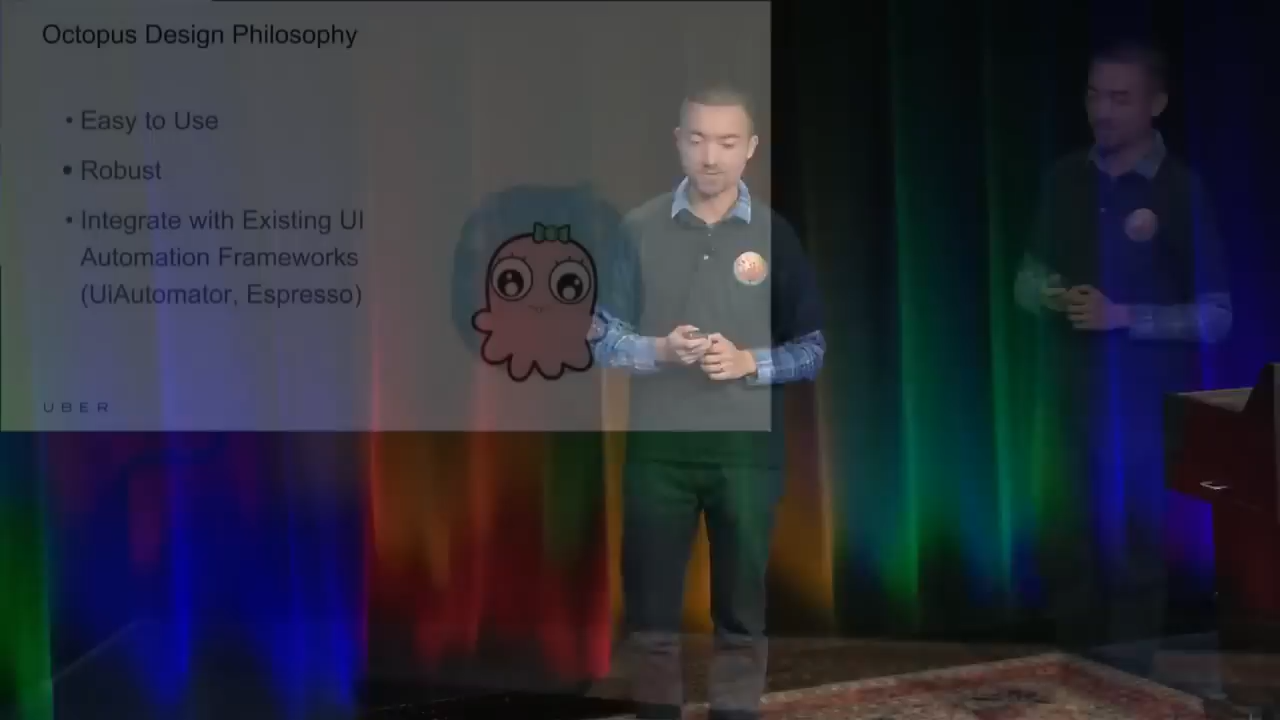 Octopus Design Philosophy
• Easy to Use
• Robust
• Integrate with Existing UI
Automation Frameworks
(UiAutomator, Espresso)
UBER